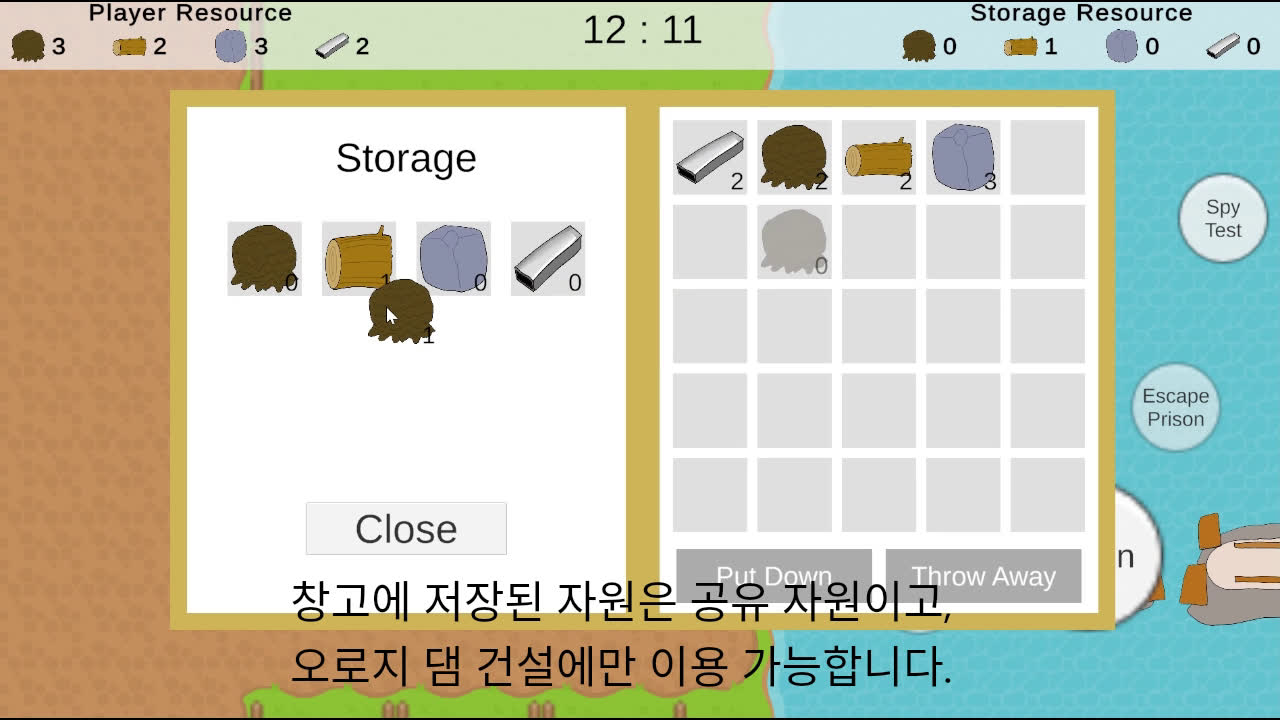 Player Resource
3 2 3 2
12 : 11
Storage Resource
0 1 0 0
Storage
0 1 0 0
1
2 2 2 3
0
Spy
Test
Escape
Prison
n
Close
Put Down
Throw Away
창고에 저장된 자원은 공유 자원이고,
오로지 댐 건설에만 이용 가능합니다.